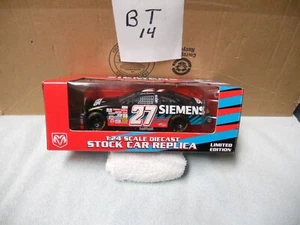 BT
14
27
SIEMENS
1:24 SCALE DIECAST
STOCK CAR REPLICA
LIMITED
EDITION